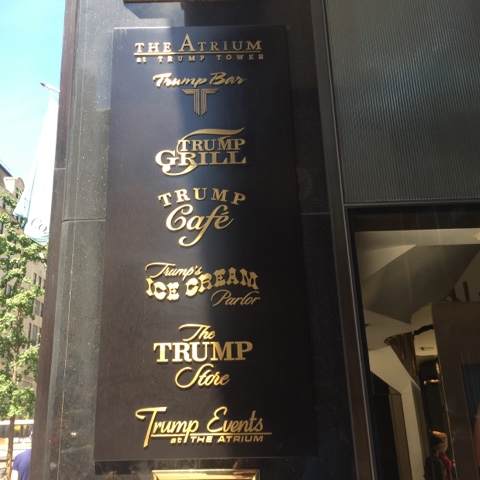 THE ATRIUM
at TRUMP TOWER
Trump Bar
T
TRUMP
GRILL
TRUMP
Café
Trump's
ICE CREAM
Parlor
The
TRUMP
Store
Trump Events
at THE ATRIUM